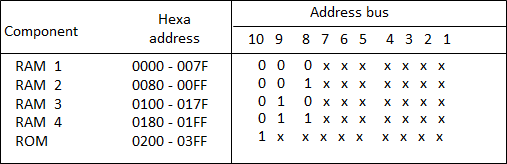 Component Hexa address Address bus
10 9 8 7 6 5 4 3 2 1
RAM 1 0000 - 007F 0 0 0 x x x x x x x
RAM 2 0080 - 00FF 0 0 1 x x x x x x x
RAM 3 0100 - 017F 0 1 0 x x x x x x x
RAM 4 0180 - 01FF 0 1 1 x x x x x x x
ROM 0200 - 03FF 1 x x x x x x x x x